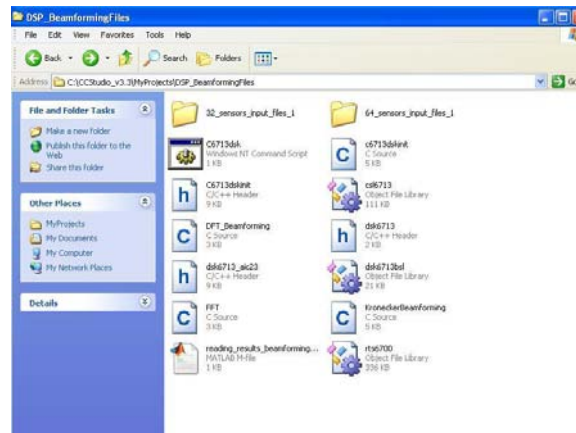 DSP_BeamformingFiles
File Edit View Favorites Tools Help
Back Search Folders
Address C:\CCStudio_v3.3\MyProjects\DSP_BeamformingFiles Go
File and Folder Tasks
Make a new folder
Publish this folder to the Web
Share this folder
Other Places
MyProjects
My Documents
My Computer
My Network Places
Details
32_sensors_input_files_1
64_sensors_input_files_1
C6713dsk
Windows NT Command Script
1 KB
c6713dskinit
C Source
5 KB
C6713dskinit
C/C++ Header
9 KB
csl6713
Object File Library
111 KB
DFT_Beamforming
C Source
3 KB
dsk6713
C/C++ Header
2 KB
dsk6713_aic23
C/C++ Header
9 KB
dsk6713bsl
Object File Library
21 KB
FFT
C Source
3 KB
KroneckerBeamforming
C Source
5 KB
reading_results_beamforming...
MATLAB M-file
1 KB
rts6700
Object File Library
336 KB